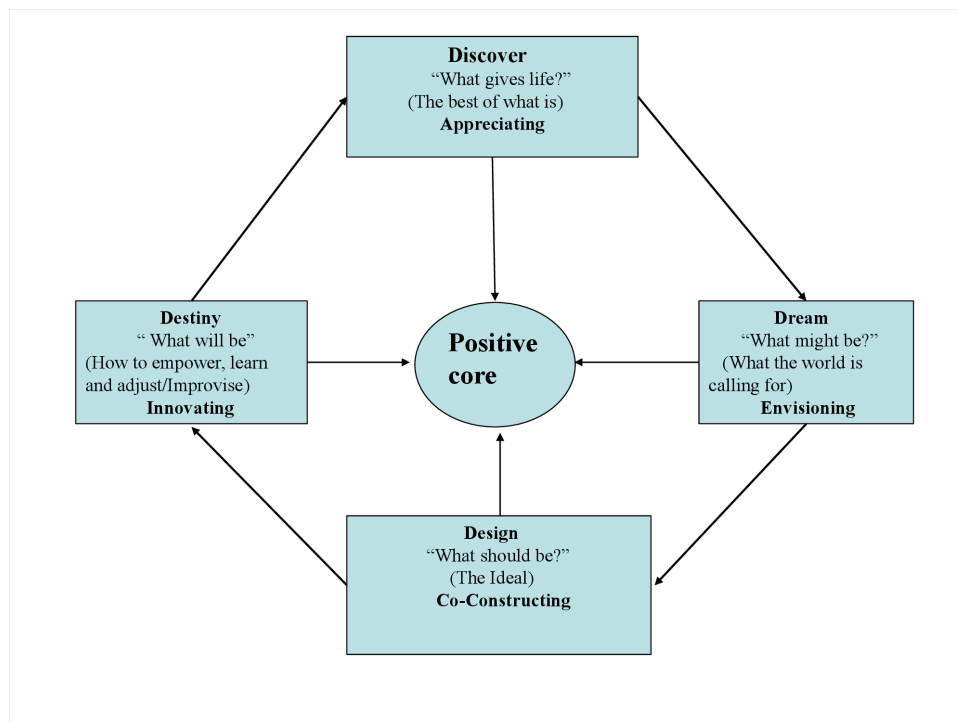 Discover
“What gives life?”
(The best of what is)
Appreciating
Destiny
“ What will be”
(How to empower, learn
and adjust/Improvise)
Innovating
Positive
core
Dream
“What might be?”
(What the world is
calling for)
Envisioning
Design
“What should be?”
(The Ideal)
Co-Constructing